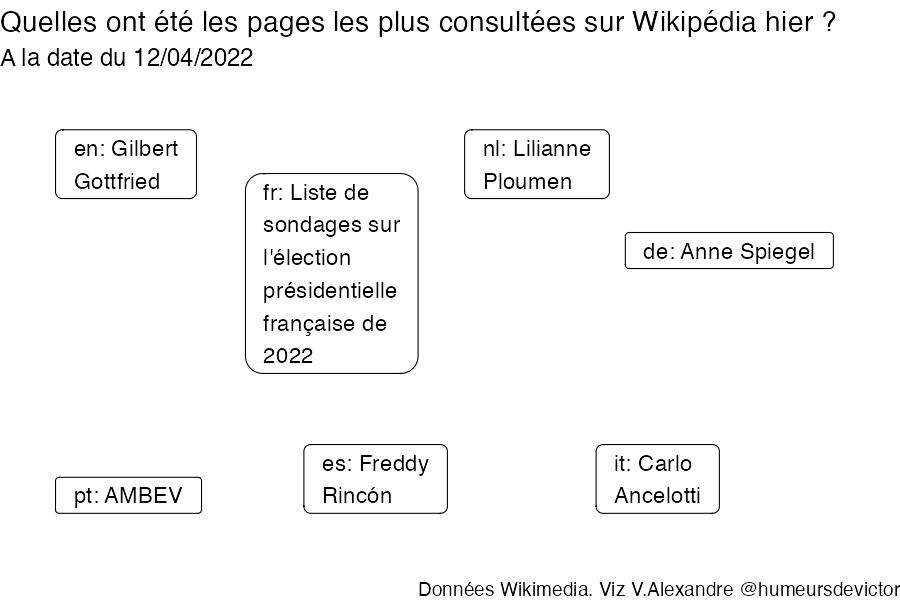 Quelles ont été les pages les plus consultées sur Wikipédia hier ?
A la date du 12/04/2022
en: Gilbert
Gottfried
fr: Liste de
sondages sur
l'élection
présidentielle
française de
2022
nl: Lilianne
Ploumen
de: Anne Spiegel
pt: AMBEV
es: Freddy
Rincón
it: Carlo
Ancelotti
Données Wikimedia. Viz V.Alexandre @humeursdevictor